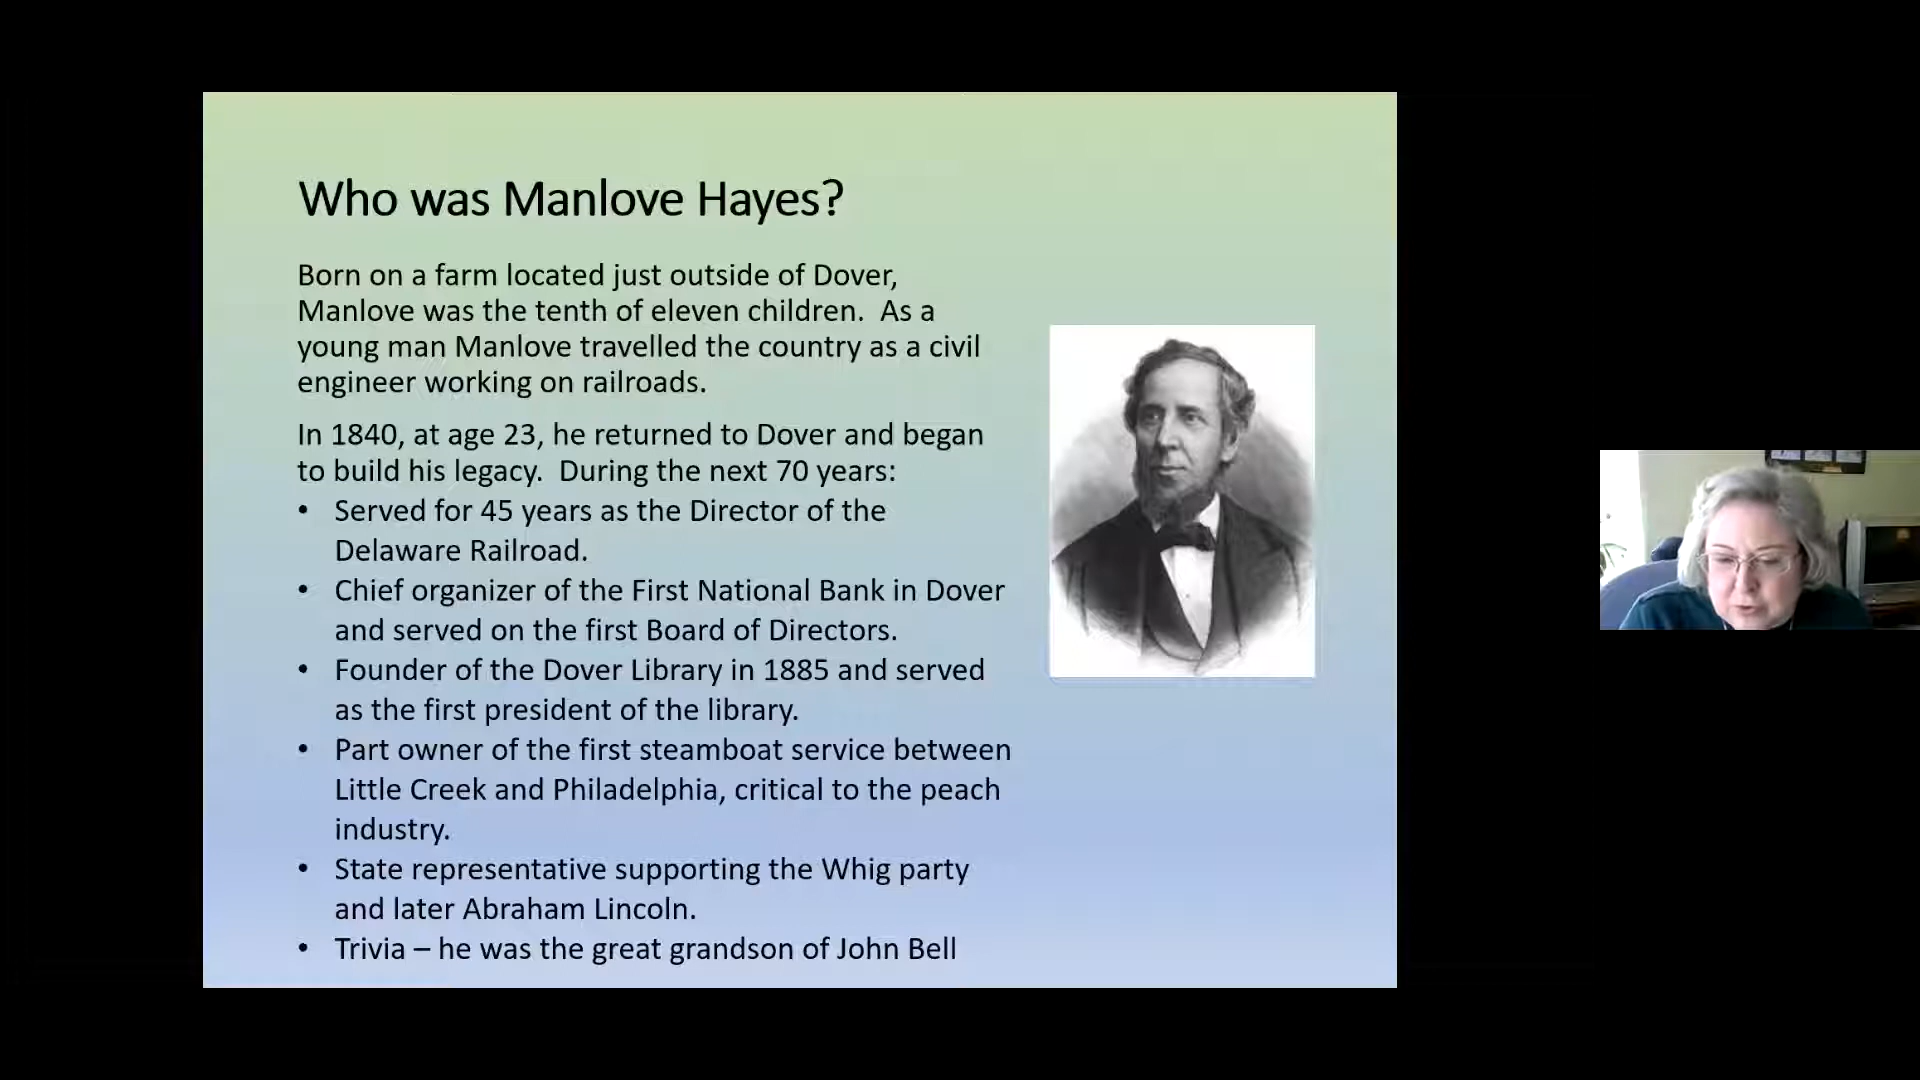 Who was Manlove Hayes?
Born on a farm located just outside of Dover,
Manlove was the tenth of eleven children.  As a
young man Manlove travelled the country as a civil
engineer working on railroads.
In 1840, at age 23, he returned to Dover and began
to build his legacy.  During the next 70 years:
• Served for 45 years as the Director of the
Delaware Railroad.
• Chief organizer of the First National Bank in Dover
and served on the first Board of Directors.
• Founder of the Dover Library in 1885 and served
as the first president of the library.
• Part owner of the first steamboat service between
Little Creek and Philadelphia, critical to the peach
industry.
• State representative supporting the Whig party
and later Abraham Lincoln.
• Trivia – he was the great grandson of John Bell